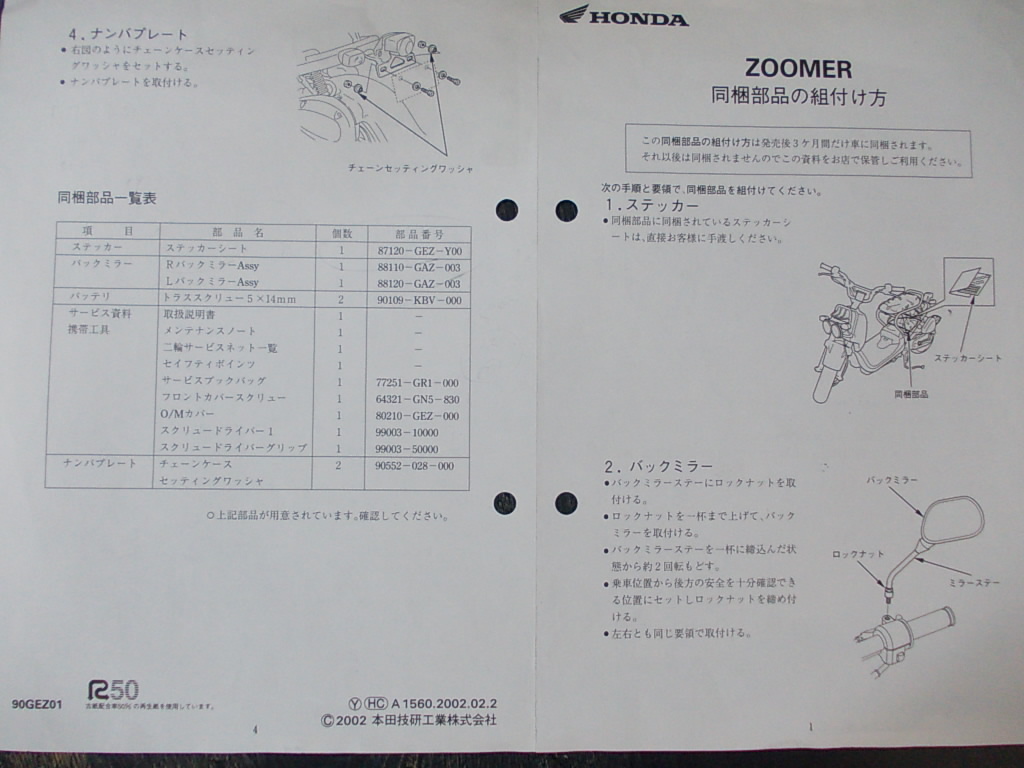 4. ナンバプレート
● 右図のようにチェーンケースセッティン
グワッシャをセットする。
● ナンバプレートを取付ける。
チェーンセッティングワッシャ
同梱部品一覧表
項 目 部 品 名 個数 部品番号
ステッカー ステッカーシート 1 87120-GEZ-Y00
バックミラー RバックミラーAssy 1 88110-GAZ-003
LバックミラーAssy 1 88120-GAZ-003
バッテリ トラススクリュー5×14mm 2 90109-KBV-000
サービス資料 取扱説明書 1 －
携帯工具 メンテナンスノート 1 －
二輪サービスネット一覧 1 －
セイフティポインツ 1 －
サービスブックバッグ 1 77251-GR1-000
フロントカバースクリュー 1 64321-GN5-830
O/Mカバー 1 80210-GEZ-000
スクリュードライバー1 1 99003-10000
スクリュードライバーグリップ 1 99003-50000
ナンバプレート チェーンケース 2 90552-028-000
セッティングワッシャ
○上記部品が用意されています。確認してください。
R50
古紙配合率50%の再生紙を使用しています。
90GEZ01
Ⓨ HC A 1560.2002.02.2
©2002 本田技研工業株式会社
4
HONDA
ZOOMER
同梱部品の組付け方
この同梱部品の組付け方は発売後3ケ月間だけ車に同梱されます。
それ以後は同梱されませんのでこの資料をお店で保管しご利用ください。
次の手順と要領で、同梱部品を組付けてください。
1. ステッカー
● 同梱部品に同梱されているステッカーシ
ートは、直接お客様に手渡しください。
ステッカーシート
同梱部品
2. バックミラー
● バックミラーステーにロックナットを取
付ける。
● ロックナットを一杯まで上げて、バック
ミラーを取付ける。
● バックミラーステーを一杯に締込んだ状
態から約2回転もどす。
● 乗車位置から後方の安全を十分確認でき
る位置にセットしロックナットを締め付
ける。
● 左右とも同じ要領で取付ける。
バックミラー
ロックナット
ミラーステー
1